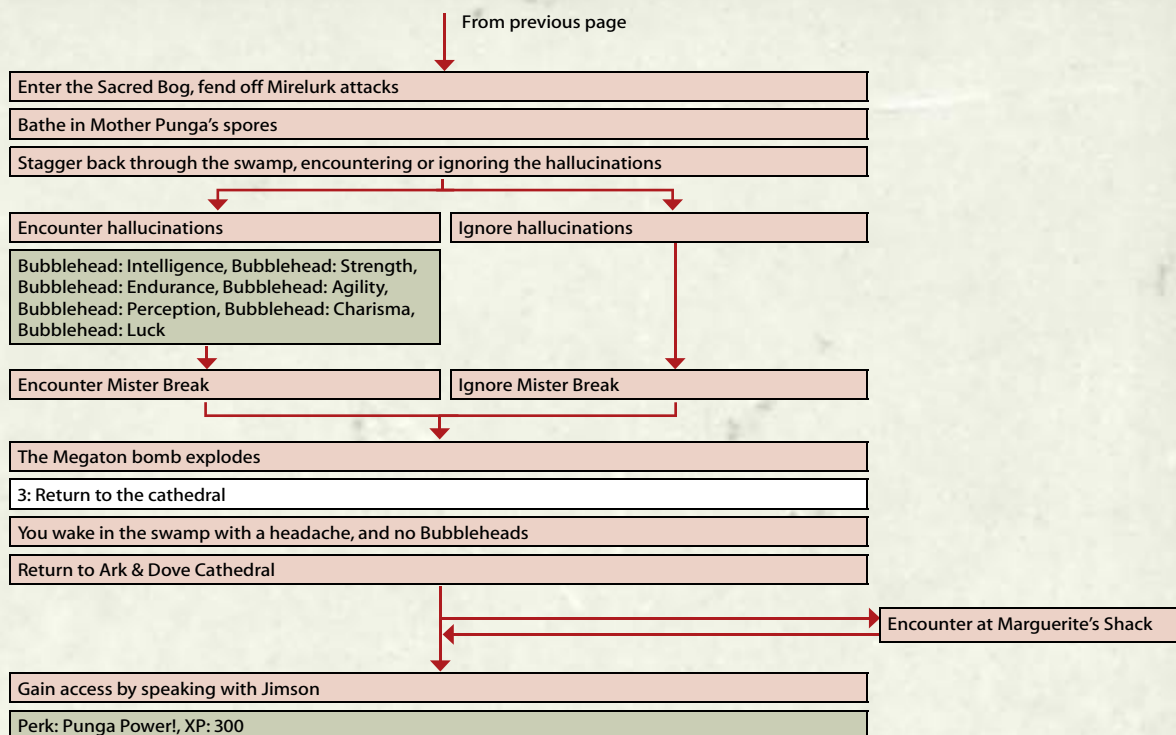 From previous page
Enter the Sacred Bog, fend off Mirelurk attacks
Bathe in Mother Punga's spores
Stagger back through the swamp, encountering or ignoring the hallucinations
Encounter hallucinations
Ignore hallucinations
Bubblehead: Intelligence, Bubblehead: Strength,
Bubblehead: Endurance, Bubblehead: Agility,
Bubblehead: Perception, Bubblehead: Charisma,
Bubblehead: Luck
Encounter Mister Break
Ignore Mister Break
The Megaton bomb explodes
3: Return to the cathedral
You wake in the swamp with a headache, and no Bubbleheads
Return to Ark & Dove Cathedral
Encounter at Marguerite's Shack
Gain access by speaking with Jimson
Perk: Punga Power!, XP: 300